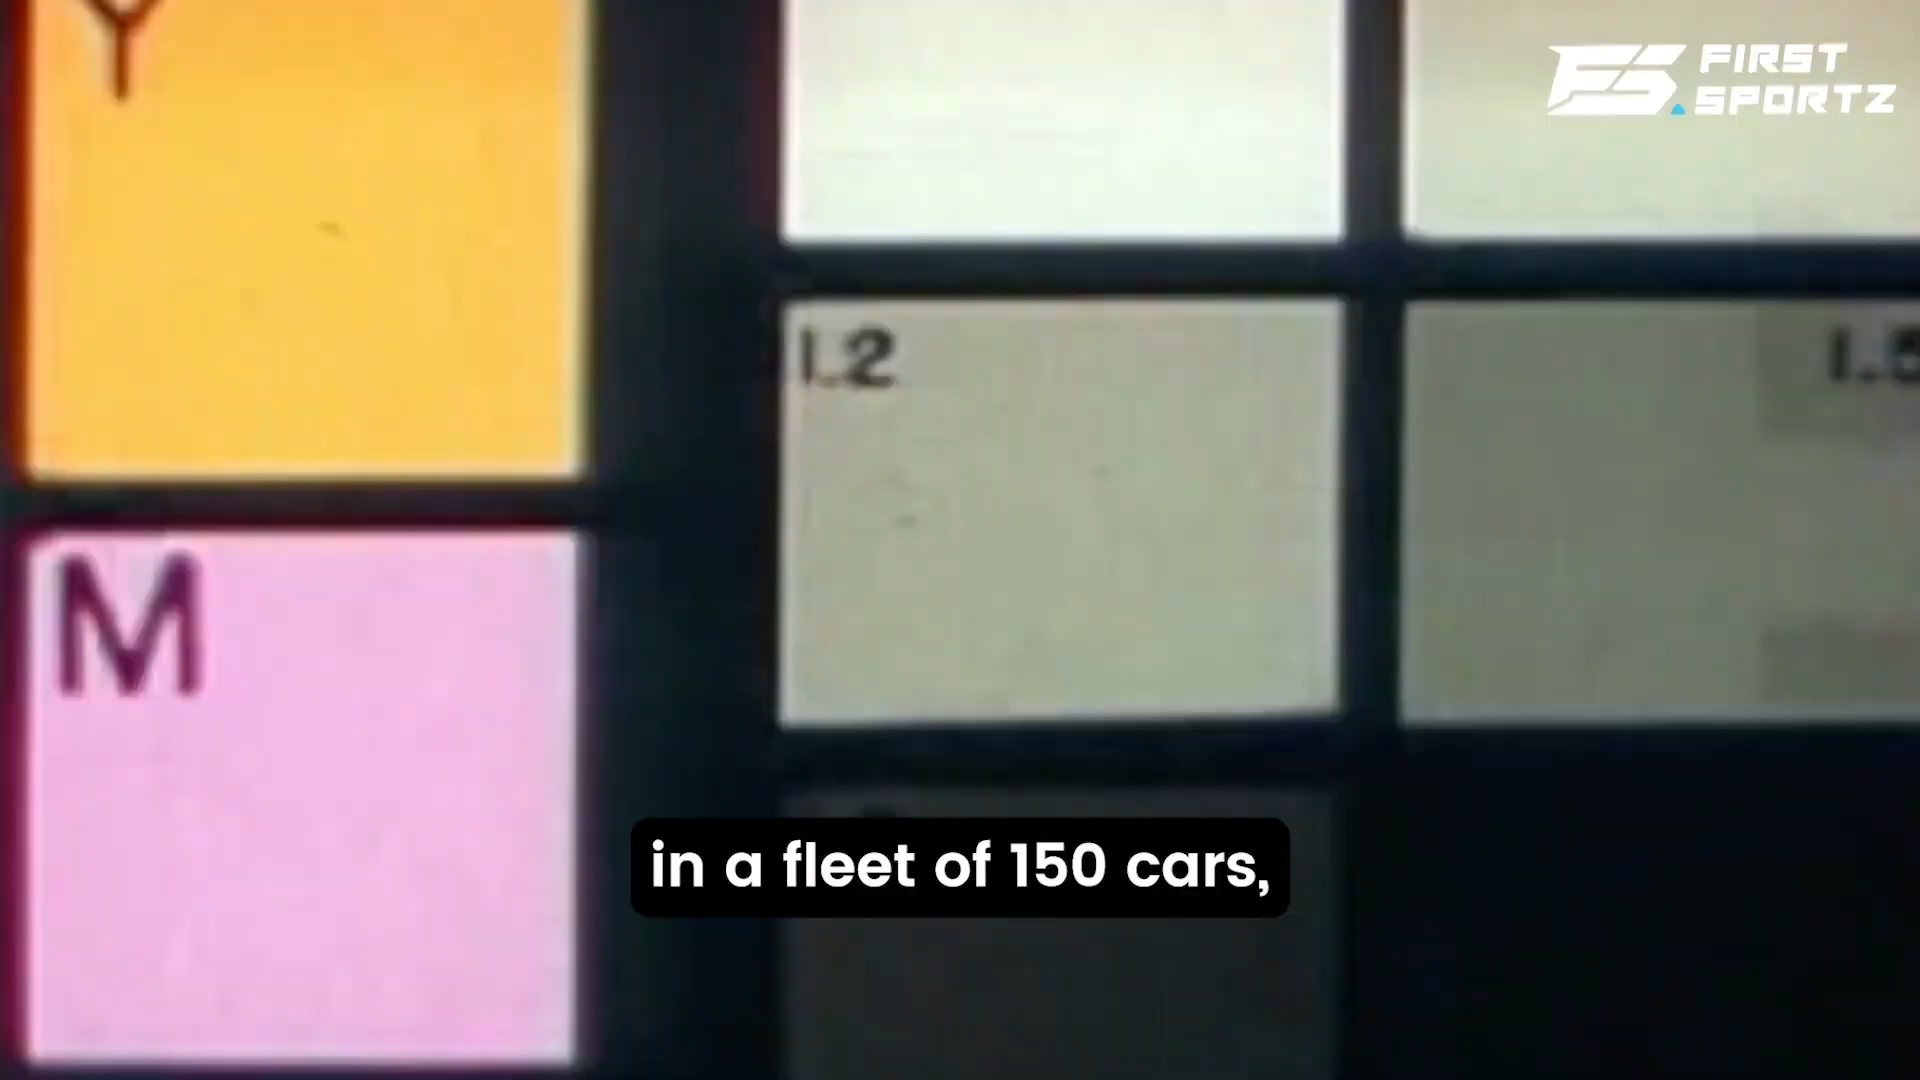 Y
FIRST
SPORTZ
1.2
M
in a fleet of 150 cars,